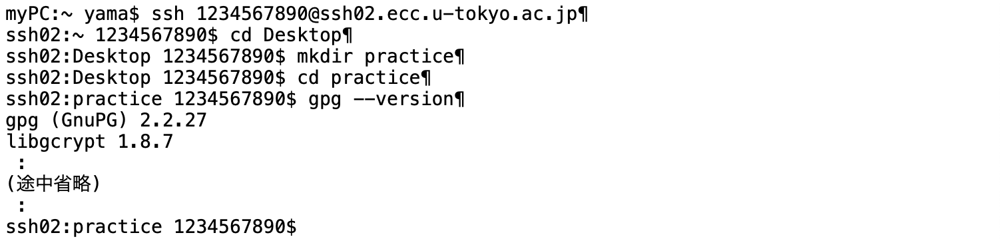 myPC:~ yama$ ssh 1234567890@ssh02.ecc.u-tokyo.ac.jp¶
ssh02:~ 1234567890$ cd Desktop¶
ssh02:Desktop 1234567890$ mkdir practice¶
ssh02:Desktop 1234567890$ cd practice¶
ssh02:practice 1234567890$ gpg --version¶
gpg (GnuPG) 2.2.27
libgcrypt 1.8.7
:
(途中省略)
:
ssh02:practice 1234567890$